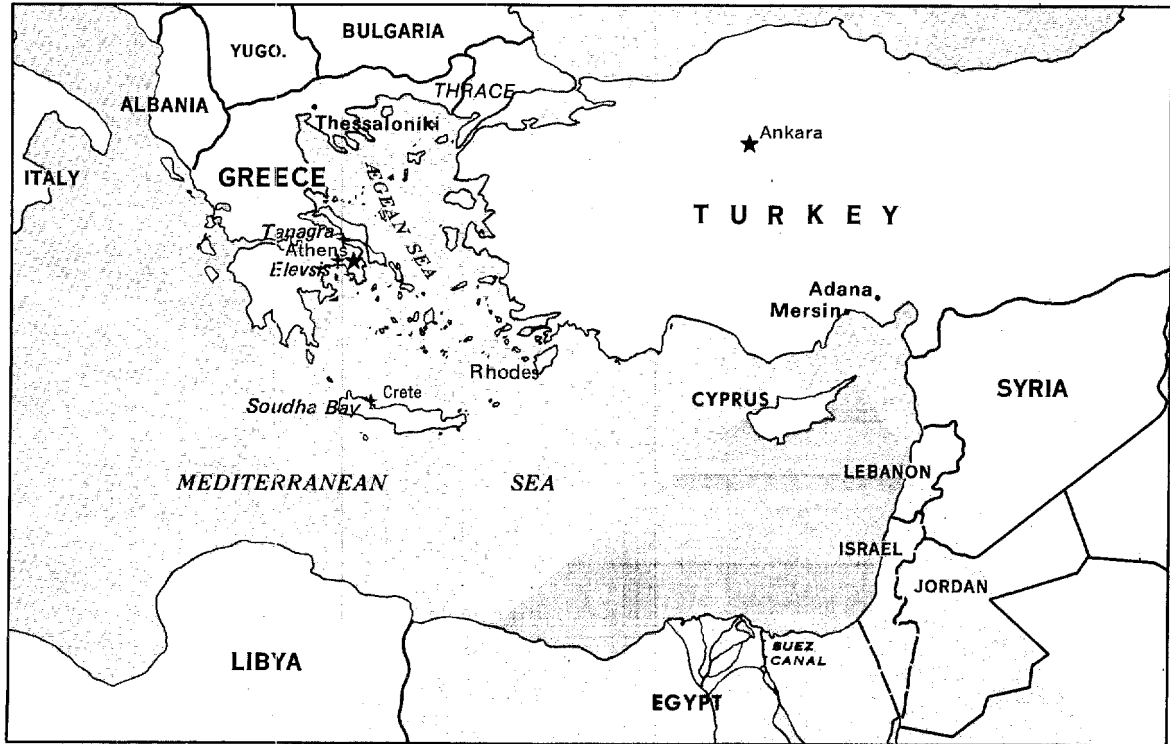 BULGARIA
YUGO.
THRACE
ALBANIA
Thessaloniki
Ankara
ITALY
GREECE
ÆGEAN SEA
TURKEY
Tanagra
Athens
Elevsis
Adana
Mersin
Rhodes
SYRIA
Crete
CYPRUS
Soudha Bay
LEBANON
MEDITERRANEAN SEA
ISRAEL
JORDAN
SUEZ
CANAL
LIBYA
EGYPT